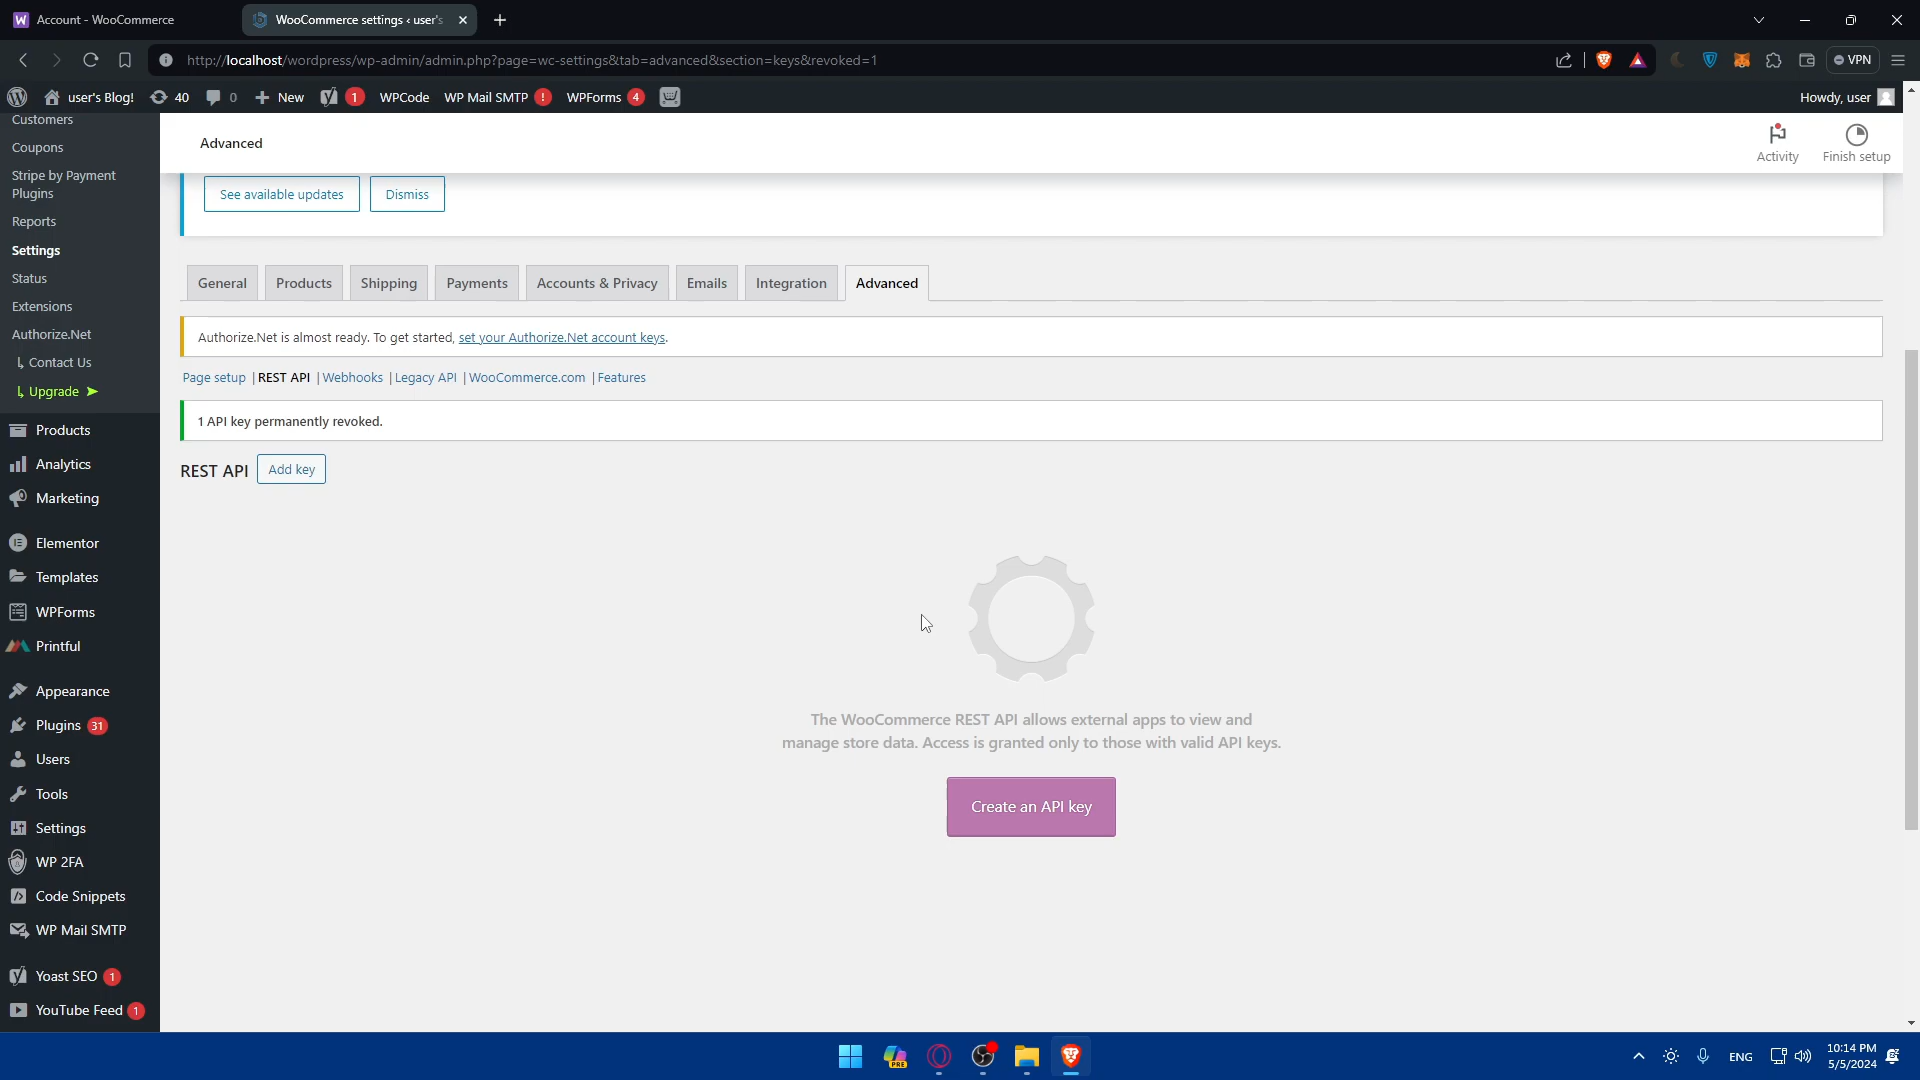 Account - WooCommerce
WooCommerce settings ‹ user's
http://localhost/wordpress/wp-admin/admin.php?page=wc-settings&tab=advanced&section=keys&revoked=1
VPN
user's Blog!
40
0
New
1
WPCode
WP Mail SMTP !
WPForms 4
Howdy, user
Customers
Coupons
Stripe by Payment
Plugins
Reports
Settings
Status
Extensions
Authorize.Net
↳ Contact Us
↳ Upgrade ➤
Products
Analytics
Marketing
Elementor
Templates
WPForms
Printful
Appearance
Plugins 31
Users
Tools
Settings
WP 2FA
Code Snippets
WP Mail SMTP
Yoast SEO 1
YouTube Feed 1
Advanced
Activity
Finish setup
See available updates
Dismiss
General
Products
Shipping
Payments
Accounts & Privacy
Emails
Integration
Advanced
Authorize.Net is almost ready. To get started, set your Authorize.Net account keys.
Page setup | REST API | Webhooks | Legacy API | WooCommerce.com | Features
1 API key permanently revoked.
REST API
Add key
The WooCommerce REST API allows external apps to view and
manage store data. Access is granted only to those with valid API keys.
Create an API key
PRE
ENG
10:14 PM
5/5/2024